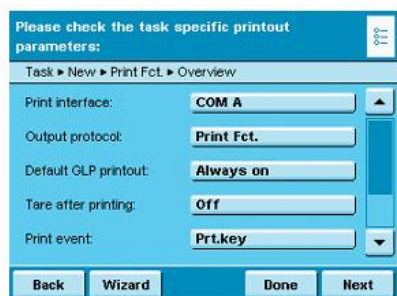 Please check the task specific printout
parameters:
Task ▸ New ▸ Print Fct. ▸ Overview
Print interface: COM A
Output protocol: Print Fct.
Default GLP printout: Always on
Tare after printing: Off
Print event: Prt.key
Back Wizard Done Next